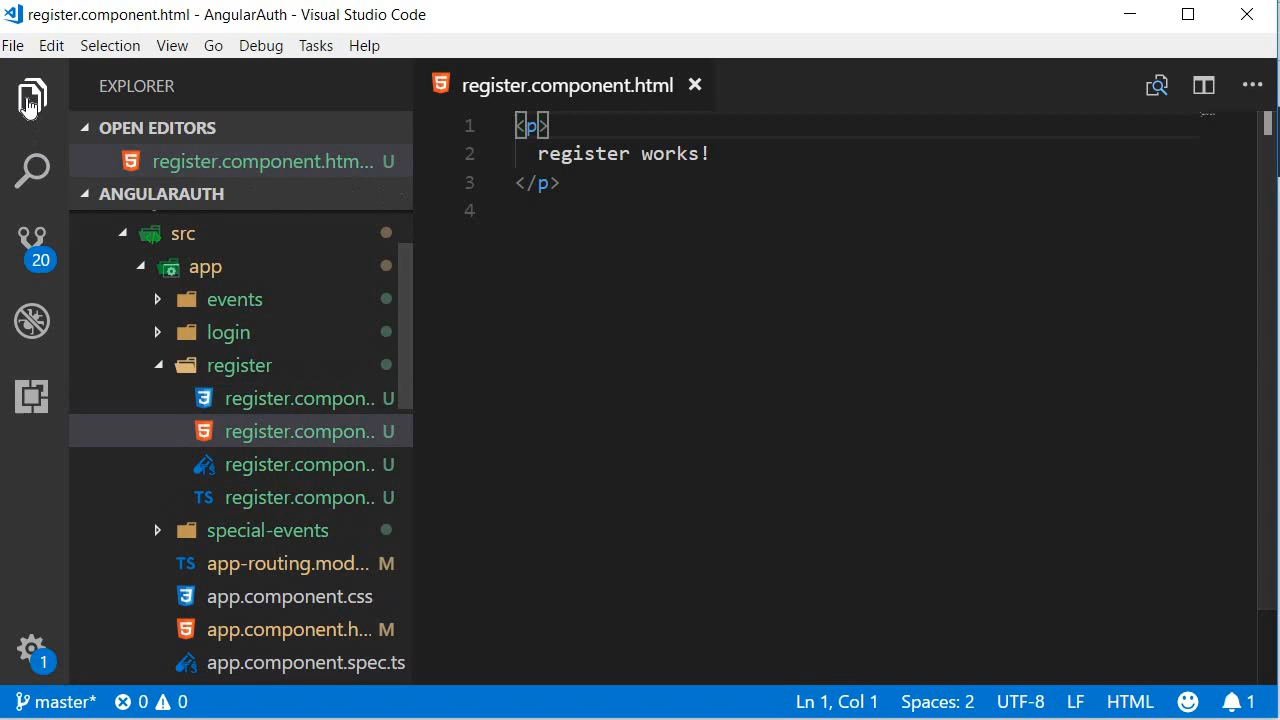 register.component.html - AngularAuth - Visual Studio Code
File Edit Selection View Go Debug Tasks Help
EXPLORER
OPEN EDITORS
register.component.htm... U
ANGULARAUTH
src
app
events
login
register
register.compon.. U
register.compon.. U
register.compon.. U
TS register.compon.. U
special-events
TS app-routing.mod... M
app.component.css
app.component.h... M
app.component.spec.ts
20
1
register.component.html
1 <p>
2 register works!
3 </p>
4
master* 0 0
Ln 1, Col 1 Spaces: 2 UTF-8 LF HTML 1